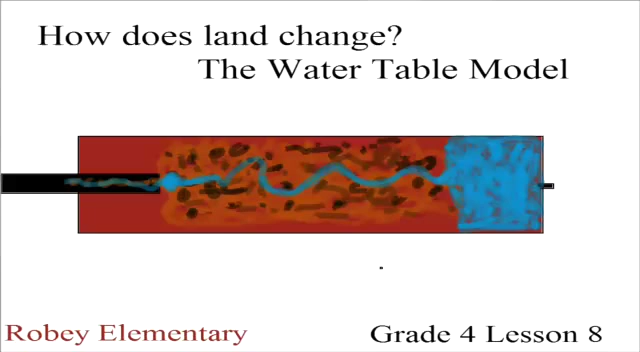 How does land change?
The Water Table Model
Robey Elementary
Grade 4 Lesson 8